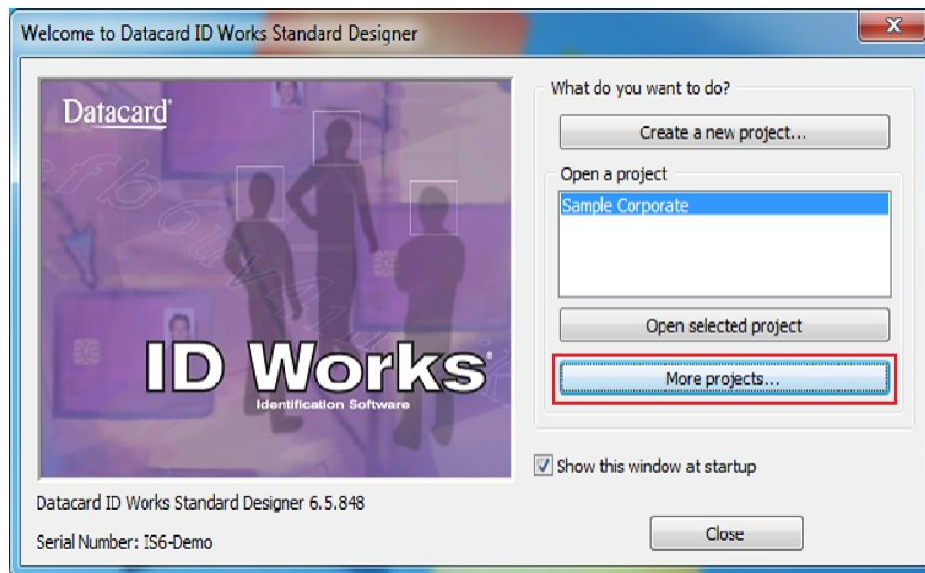 Welcome to Datacard ID Works Standard Designer
Datacard®
ID Works®
Identification Software
Datacard ID Works Standard Designer 6.5.848
Serial Number: IS6-Demo
What do you want to do?
Create a new project...
Open a project
Sample Corporate
Open selected project
More projects...
Show this window at startup
Close